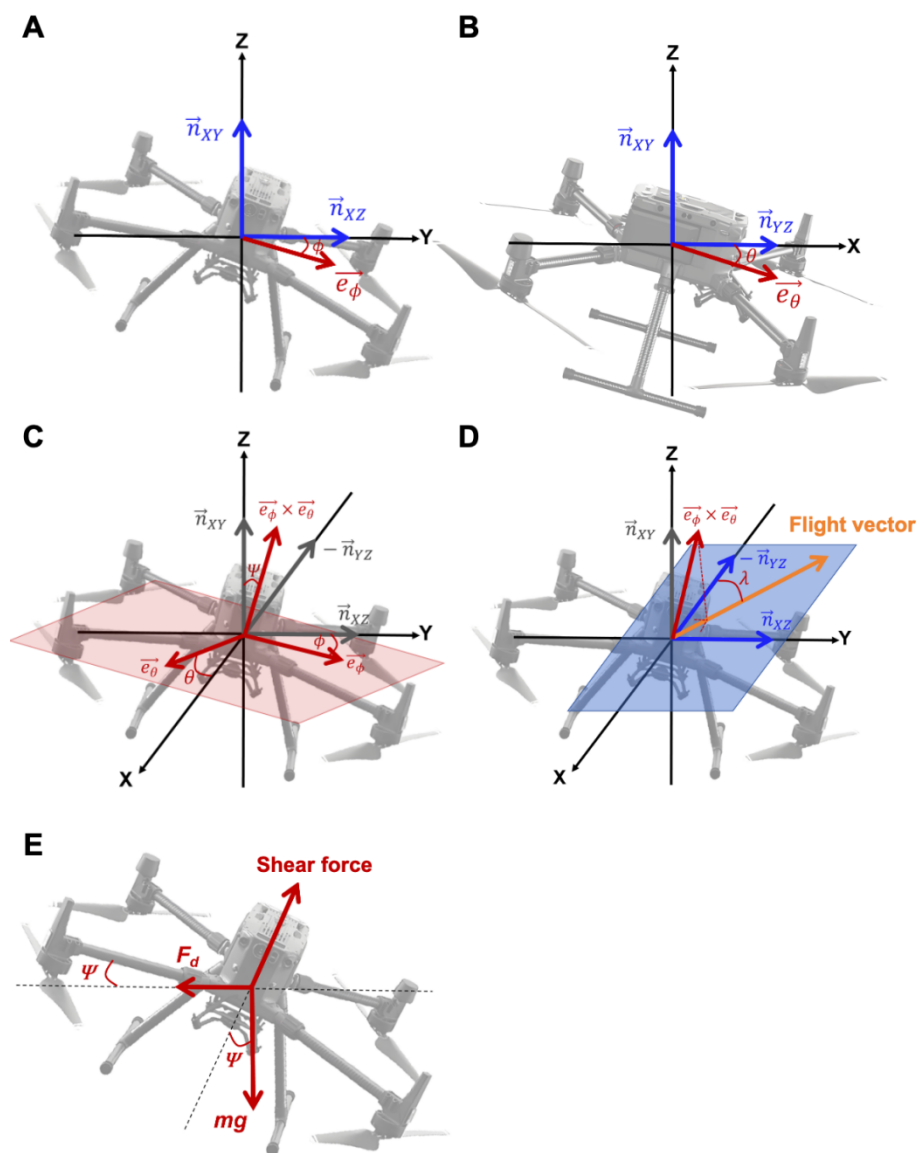 A
Z
n⃗XY
n⃗XZ
Y
ϕ
e⃗ϕ
B
Z
n⃗XY
n⃗YZ
X
θ
e⃗θ
C
Z
n⃗XY
e⃗ϕ × e⃗θ
−n⃗YZ
Ψ
n⃗XZ
Y
ϕ
e⃗ϕ
e⃗θ
θ
X
D
Z
n⃗XY
e⃗ϕ × e⃗θ
Flight vector
−n⃗YZ
λ
n⃗XZ
Y
X
E
Shear force
Fd
Ψ
Ψ
mg